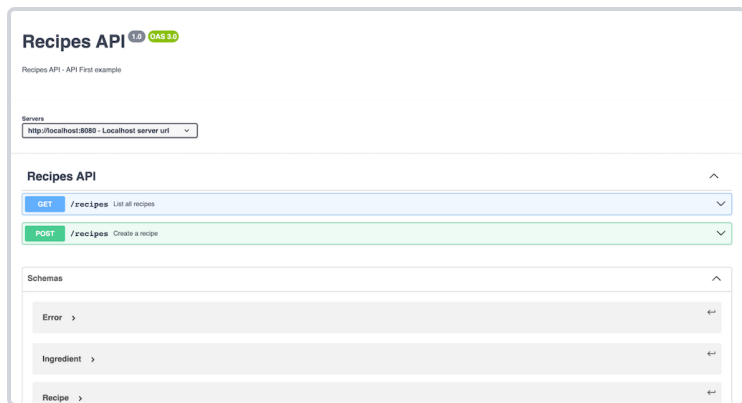 Recipes API 1.0 OAS 3.0
Recipes API - API First example
Servers
http://localhost:8080 - Localhost server url
Recipes API
GET /recipes List all recipes
POST /recipes Create a recipe
Schemas
Error
Ingredient
Recipe